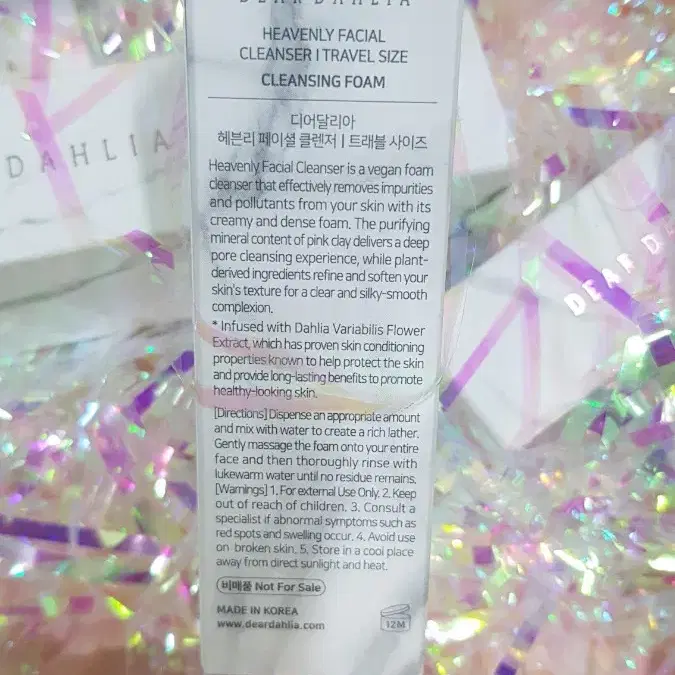 DEAR DAHLIA
HEAVENLY FACIAL
CLEANSER I TRAVEL SIZE
CLEANSING FOAM
디어달리아
헤븐리 페이셜 클렌저 I 트래블 사이즈
Heavenly Facial Cleanser is a vegan foam
cleanser that effectively removes impurities
and pollutants from your skin with its
creamy and dense foam. The purifying
mineral content of pink clay delivers a deep
pore cleansing experience, while plant-
derived ingredients refine and soften your
skin's texture for a clear and silky-smooth
complexion.
* Infused with Dahlia Variabilis Flower
Extract, which has proven skin conditioning
properties known to help protect the skin
and provide long-lasting benefits to promote
healthy-looking skin.
[Directions] Dispense an appropriate amount
and mix with water to create a rich lather.
Gently massage the foam onto your entire
face and then thoroughly rinse with
lukewarm water until no residue remains.
[Warnings] 1. For external Use Only. 2. Keep
out of reach of children. 3. Consult a
specialist if abnormal symptoms such as
red spots and swelling occur. 4. Avoid use
on broken skin. 5. Store in a cool place
away from direct sunlight and heat.
비매품 Not For Sale
MADE IN KOREA
www.deardahlia.com
12M
DAHLIA
DEAR DA